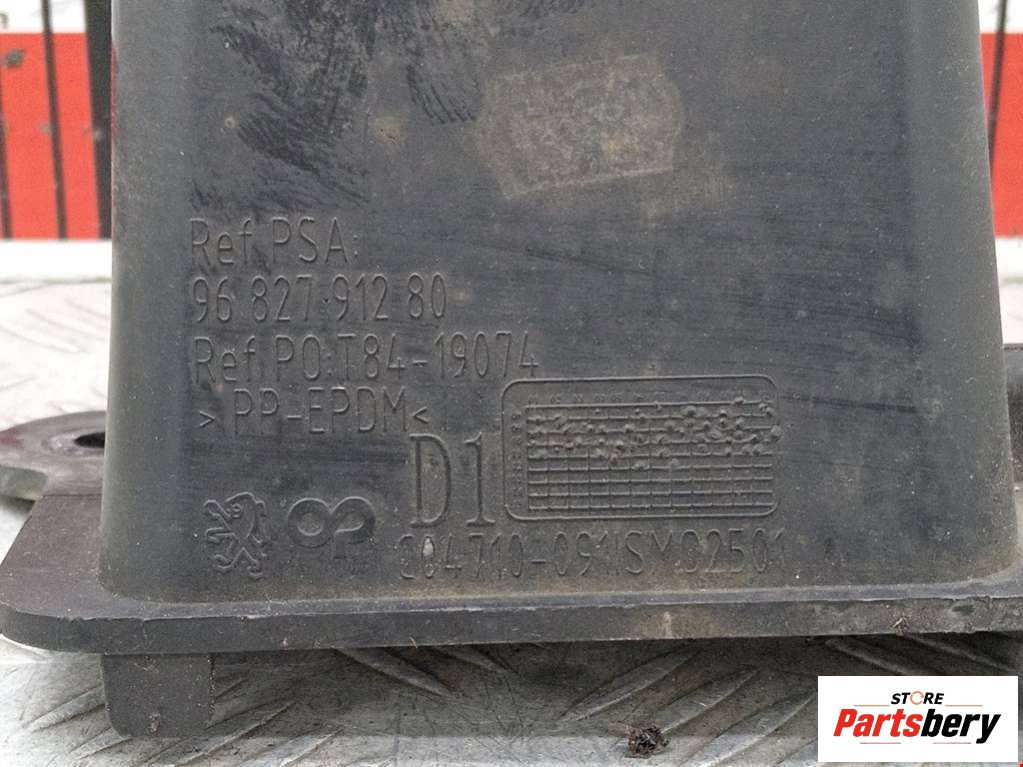 Ref. PSA:
96 827 912 80
Ref. PO: T84-19074
>PP-EPDM<
D1
STORE
Partsbery